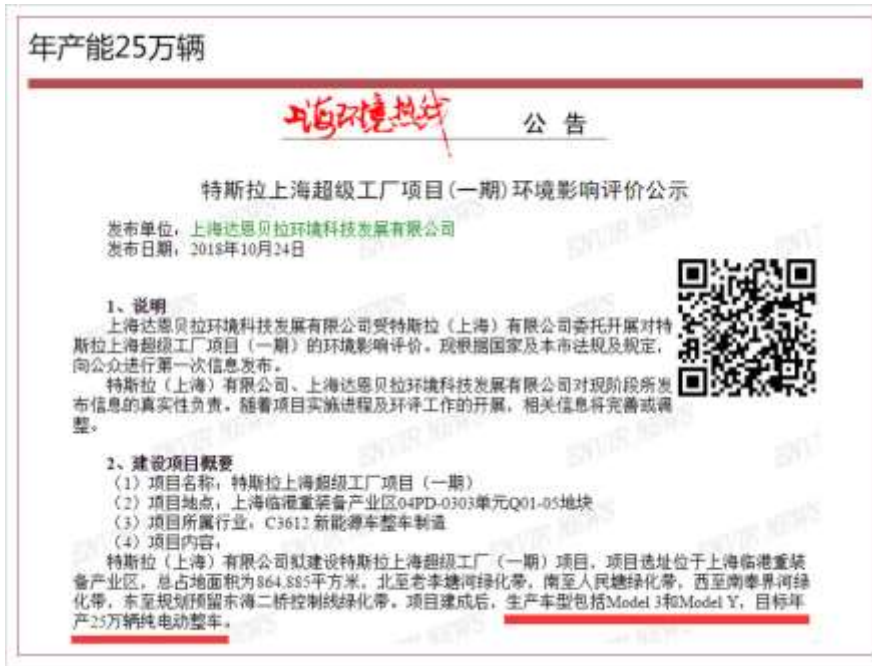 年产能25万辆
上海环境热线 公 告
特斯拉上海超级工厂项目(一期)环境影响评价公示
发布单位：上海达恩贝拉环境科技发展有限公司
发布日期：2018年10月24日
1、说明
上海达恩贝拉环境科技发展有限公司受特斯拉（上海）有限公司委托开展对特
斯拉上海超级工厂项目（一期）的环境影响评价。现根据国家及本市法规及规定，
向公众进行第一次信息发布。
特斯拉（上海）有限公司、上海达恩贝拉环境科技发展有限公司对现阶段所发
布信息的真实性负责。随着项目实施进程及环评工作的开展，相关信息将完善或调
整。
2、建设项目概要
（1）项目名称：特斯拉上海超级工厂项目（一期）
（2）项目地点：上海临港重装备产业区04PD-0303单元Q01-05地块
（3）项目所属行业：C3612 新能源车整车制造
（4）项目内容：
特斯拉（上海）有限公司拟建设特斯拉上海超级工厂（一期）项目，项目选址位于上海临港重装
备产业区，总占地面积为864,885平方米，北至老李塘河绿化带，南至人民塘绿化带，西至南奉界河绿
化带，东至规划预留东海二桥控制线绿化带。项目建成后，生产车型包括Model 3和Model Y，目标年
产25万辆纯电动整车。
ENVIR NEWS